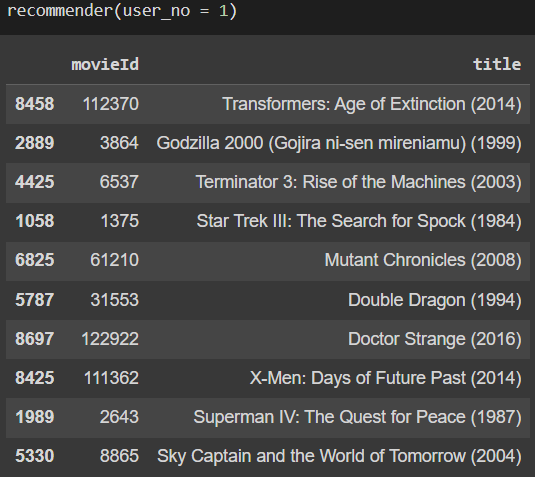 recommender(user_no = 1)
movieId title
8458 112370 Transformers: Age of Extinction (2014)
2889 3864 Godzilla 2000 (Gojira ni-sen mireniamu) (1999)
4425 6537 Terminator 3: Rise of the Machines (2003)
1058 1375 Star Trek III: The Search for Spock (1984)
6825 61210 Mutant Chronicles (2008)
5787 31553 Double Dragon (1994)
8697 122922 Doctor Strange (2016)
8425 111362 X-Men: Days of Future Past (2014)
1989 2643 Superman IV: The Quest for Peace (1987)
5330 8865 Sky Captain and the World of Tomorrow (2004)